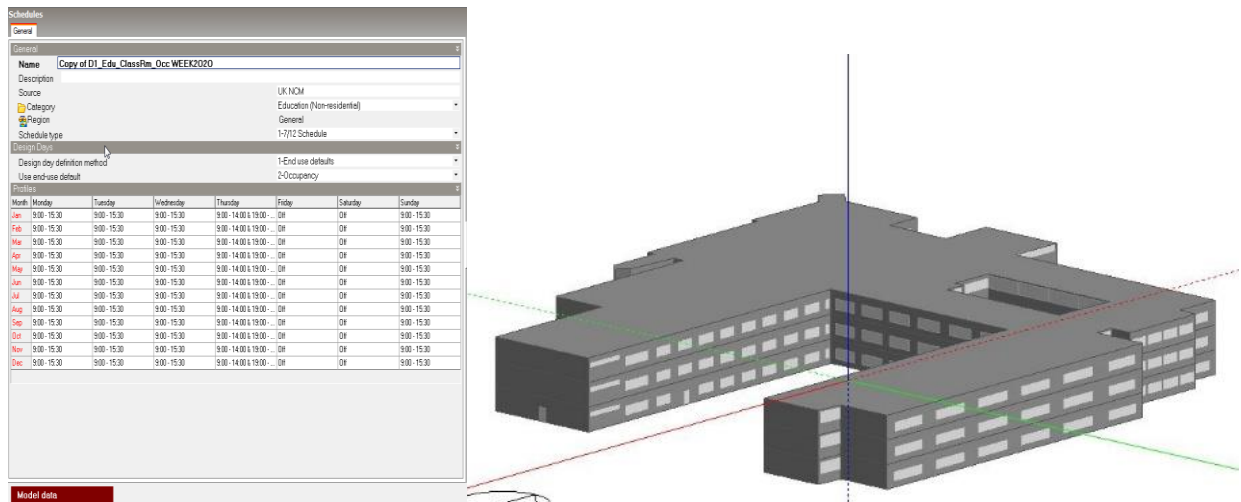 Schedules
General
General
Name Copy of D1_Edu_ClassRm_Occ WEEK2020
Description
Source UK NCM
Category Education (Non-residential)
Region General
Schedule type 1-7/12 Schedule
Design Days
Design day definition method 1-End use defaults
Use end-use default 2-Occupancy
Profiles
Month Monday Tuesday Wednesday Thursday Friday Saturday Sunday
Jan 9:00 - 15:30 9:00 - 15:30 9:00 - 15:30 9:00 - 14:00 & 19:00 - ... Off Off 9:00 - 15:30
Feb 9:00 - 15:30 9:00 - 15:30 9:00 - 15:30 9:00 - 14:00 & 19:00 - ... Off Off 9:00 - 15:30
Mar 9:00 - 15:30 9:00 - 15:30 9:00 - 15:30 9:00 - 14:00 & 19:00 - ... Off Off 9:00 - 15:30
Apr 9:00 - 15:30 9:00 - 15:30 9:00 - 15:30 9:00 - 14:00 & 19:00 - ... Off Off 9:00 - 15:30
May 9:00 - 15:30 9:00 - 15:30 9:00 - 15:30 9:00 - 14:00 & 19:00 - ... Off Off 9:00 - 15:30
Jun 9:00 - 15:30 9:00 - 15:30 9:00 - 15:30 9:00 - 14:00 & 19:00 - ... Off Off 9:00 - 15:30
Jul 9:00 - 15:30 9:00 - 15:30 9:00 - 15:30 9:00 - 14:00 & 19:00 - ... Off Off 9:00 - 15:30
Aug 9:00 - 15:30 9:00 - 15:30 9:00 - 15:30 9:00 - 14:00 & 19:00 - ... Off Off 9:00 - 15:30
Sep 9:00 - 15:30 9:00 - 15:30 9:00 - 15:30 9:00 - 14:00 & 19:00 - ... Off Off 9:00 - 15:30
Oct 9:00 - 15:30 9:00 - 15:30 9:00 - 15:30 9:00 - 14:00 & 19:00 - ... Off Off 9:00 - 15:30
Nov 9:00 - 15:30 9:00 - 15:30 9:00 - 15:30 9:00 - 14:00 & 19:00 - ... Off Off 9:00 - 15:30
Dec 9:00 - 15:30 9:00 - 15:30 9:00 - 15:30 9:00 - 14:00 & 19:00 - ... Off Off 9:00 - 15:30
Model data